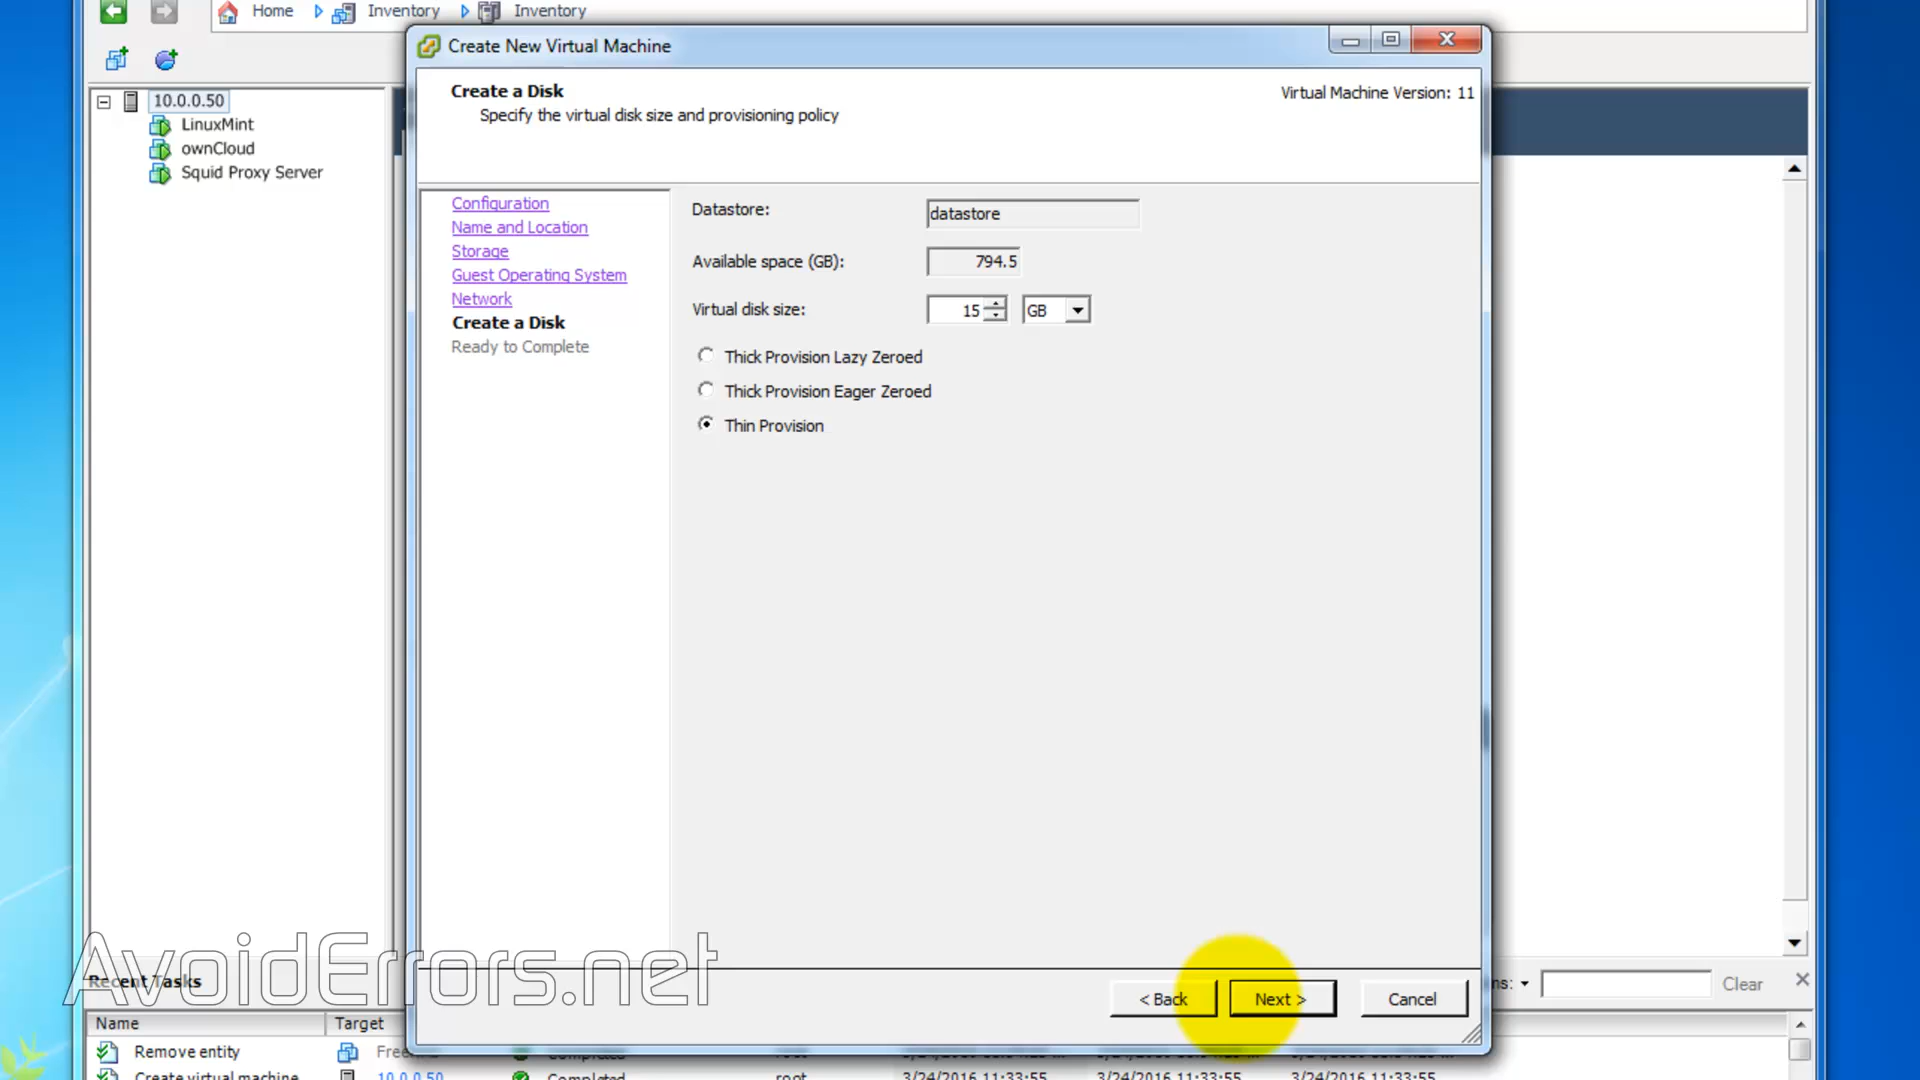 Home Inventory Inventory
Create New Virtual Machine
Create a Disk
Virtual Machine Version: 11
Specify the virtual disk size and provisioning policy
10.0.0.50
LinuxMint
ownCloud
Squid Proxy Server
Configuration
Name and Location
Storage
Guest Operating System
Network
Create a Disk
Ready to Complete
Datastore: datastore
Available space (GB): 794.5
Virtual disk size: 15 GB
Thick Provision Lazy Zeroed
Thick Provision Eager Zeroed
Thin Provision
AvoidErrors.net
Recent Tasks
Clear
< Back Next > Cancel
Name Target
Remove entity
Create virtual machine 10.0.0.50 Completed root 3/24/2016 11:33:55 3/24/2016 11:33:55 3/24/2016 11:33:55